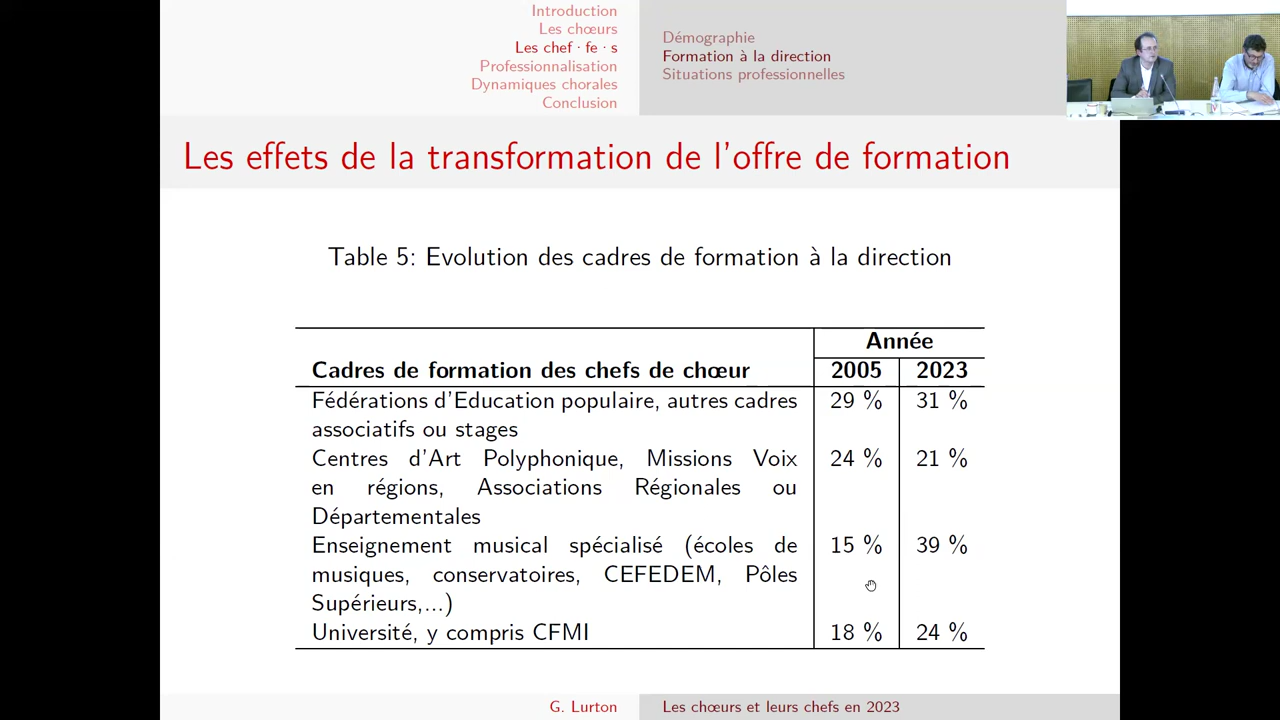 Introduction
Les chœurs
Les chef·fe·s
Professionnalisation
Dynamiques chorales
Conclusion
Démographie
Formation à la direction
Situations professionnelles
Les effets de la transformation de l'offre de formation
Table 5: Evolution des cadres de formation à la direction
Année
Cadres de formation des chefs de chœur 2005 2023
Fédérations d'Education populaire, autres cadres 29 % 31 %
associatifs ou stages
Centres d'Art Polyphonique, Missions Voix 24 % 21 %
en régions, Associations Régionales ou
Départementales
Enseignement musical spécialisé (écoles de 15 % 39 %
musiques, conservatoires, CEFEDEM, Pôles
Supérieurs,...)
Université, y compris CFMI 18 % 24 %
G. Lurton Les chœurs et leurs chefs en 2023